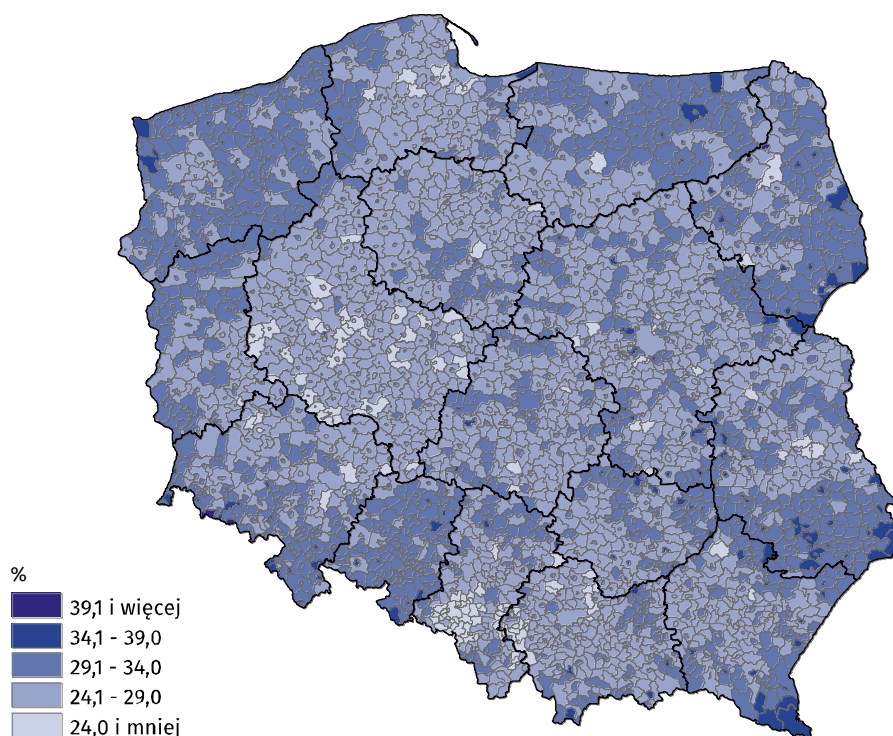 %
39,1 i więcej
34,1 - 39,0
29,1 - 34,0
24,1 - 29,0
24,0 i mniej